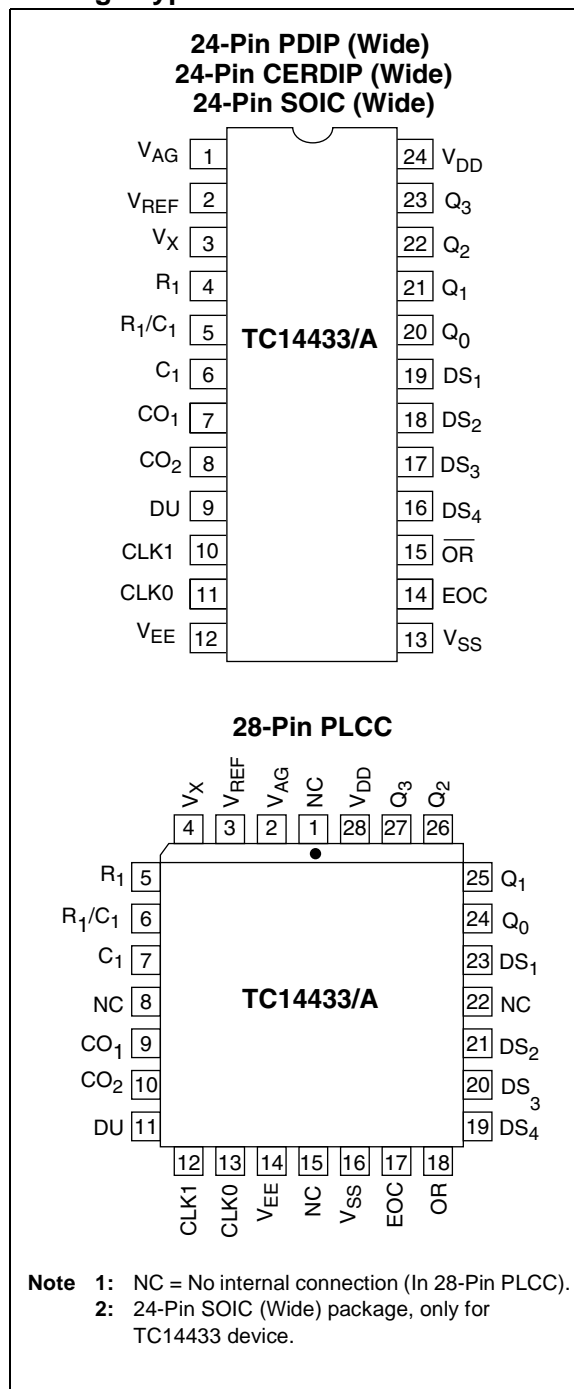 24-Pin PDIP (Wide)
24-Pin CERDIP (Wide)
24-Pin SOIC (Wide)
VAG 1 24 VDD
VREF 2 23 Q3
VX 3 22 Q2
R1 4 21 Q1
R1/C1 5 TC14433/A 20 Q0
C1 6 19 DS1
CO1 7 18 DS2
CO2 8 17 DS3
DU 9 16 DS4
CLK1 10 15 OR
CLK0 11 14 EOC
VEE 12 13 VSS
28-Pin PLCC
VX VREF VAG NC VDD Q3 Q2
4 3 2 1 28 27 26
R1 5 25 Q1
R1/C1 6 24 Q0
C1 7 23 DS1
NC 8 TC14433/A 22 NC
CO1 9 21 DS2
CO2 10 20 DS3
DU 11 19 DS4
12 13 14 15 16 17 18
CLK1 CLK0 VEE NC VSS EOC OR
Note 1: NC = No internal connection (In 28-Pin PLCC).
2: 24-Pin SOIC (Wide) package, only for
TC14433 device.